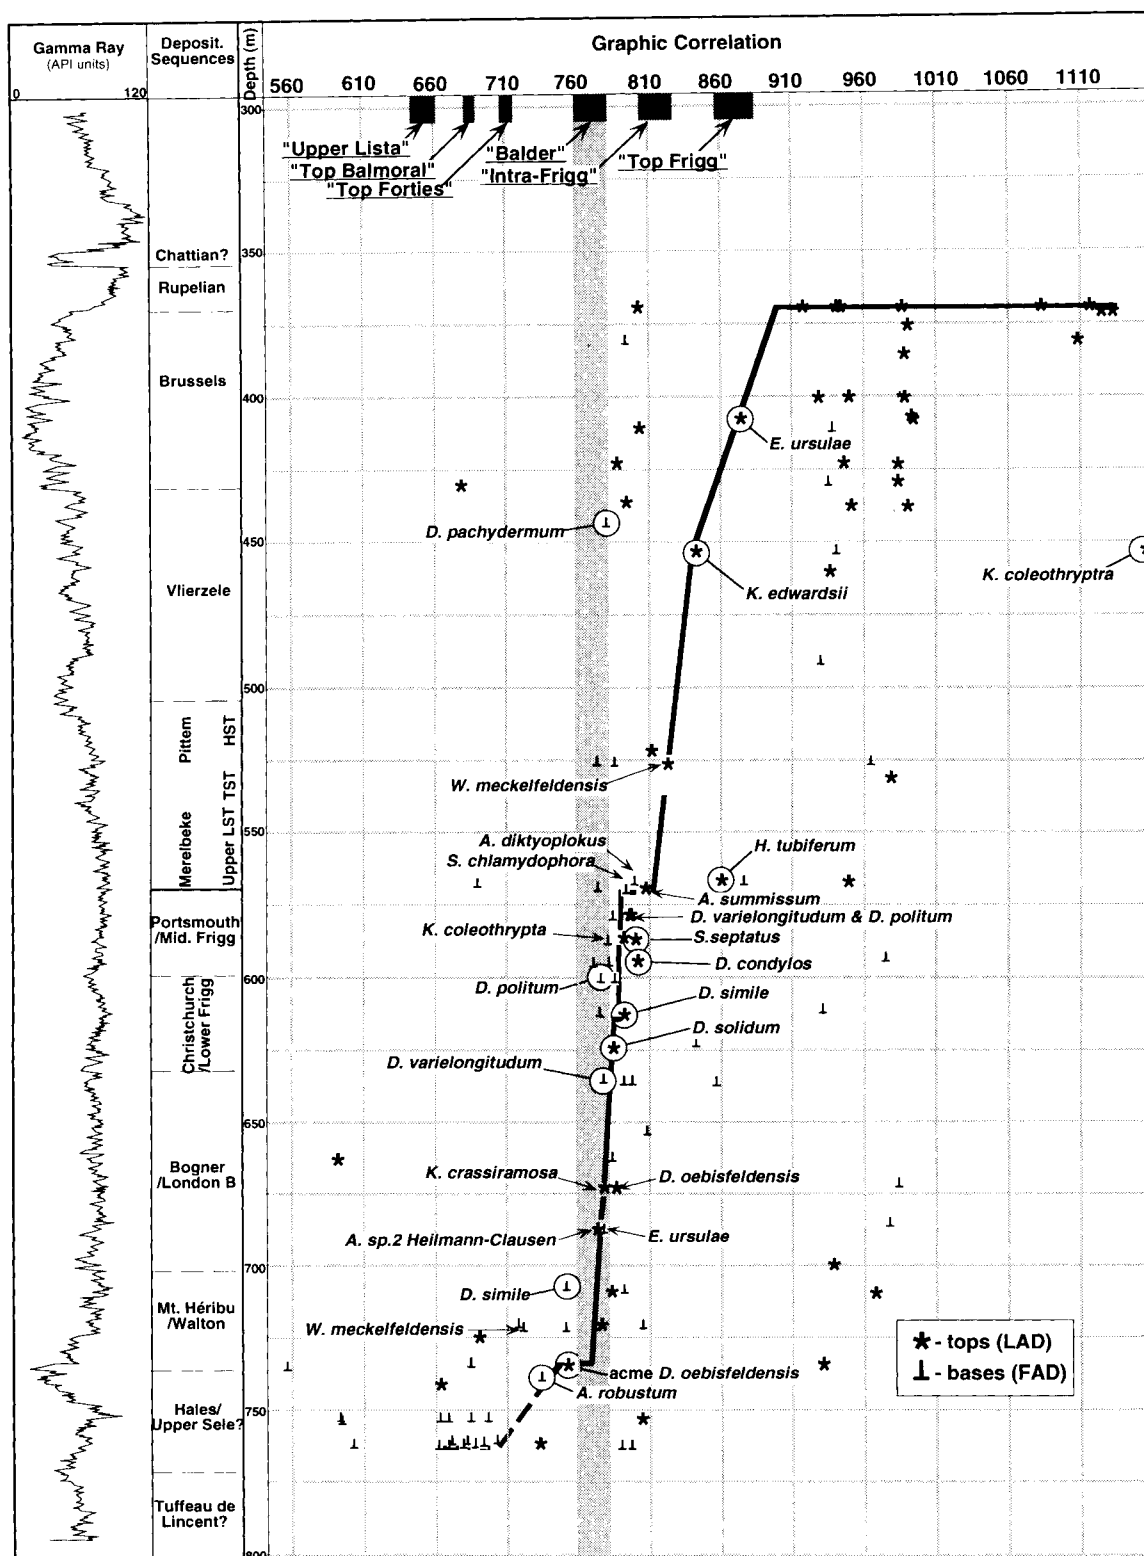 Gamma Ray
(API units)
0 120
Deposit.
Sequences
Depth (m)
Graphic Correlation
560 610 660 710 760 810 860 910 960 1010 1060 1110
300
"Upper Lista"
"Top Balmoral"
"Top Forties"
"Balder"
"Intra-Frigg"
"Top Frigg"
350
Chattian?
Rupelian
Brussels
400
E. ursulae
D. pachydermum
450
K. edwardsii
K. coleothryptra
Vlierzele
500
Pittem
HST
W. meckelfeldensis
TST
550
Merelbeke
Upper LST
A. diktyoplokus
S. chlamydophora
H. tubiferum
A. summissum
Portsmouth
/Mid. Frigg
D. varielongitudum & D. politum
K. coleothrypta
S.septatus
D. condylos
600
D. politum
Christchurch
/Lower Frigg
D. simile
D. solidum
D. varielongitudum
650
Bogner
/London B
K. crassiramosa
D. oebisfeldensis
A. sp.2 Heilmann-Clausen
E. ursulae
700
Mt. Héribu
/Walton
D. simile
W. meckelfeldensis
- tops (LAD)
- bases (FAD)
acme D. oebisfeldensis
A. robustum
750
Hales/
Upper Sele?
Tuffeau de
Lincent?
800